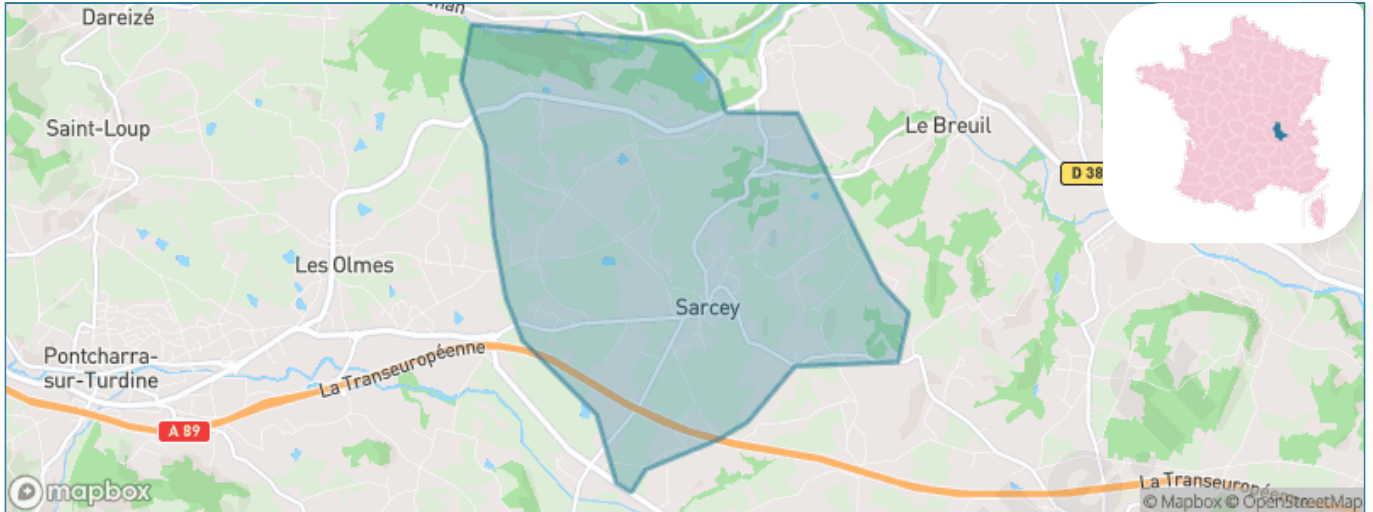 Dareizé
Saint-Loup
Le Breuil
D 38
Les Olmes
Sarcey
Pontcharra-
sur-Turdine
La Transeuropéenne
A 89
La Transeuropéenne
mapbox
© Mapbox © OpenStreetMap